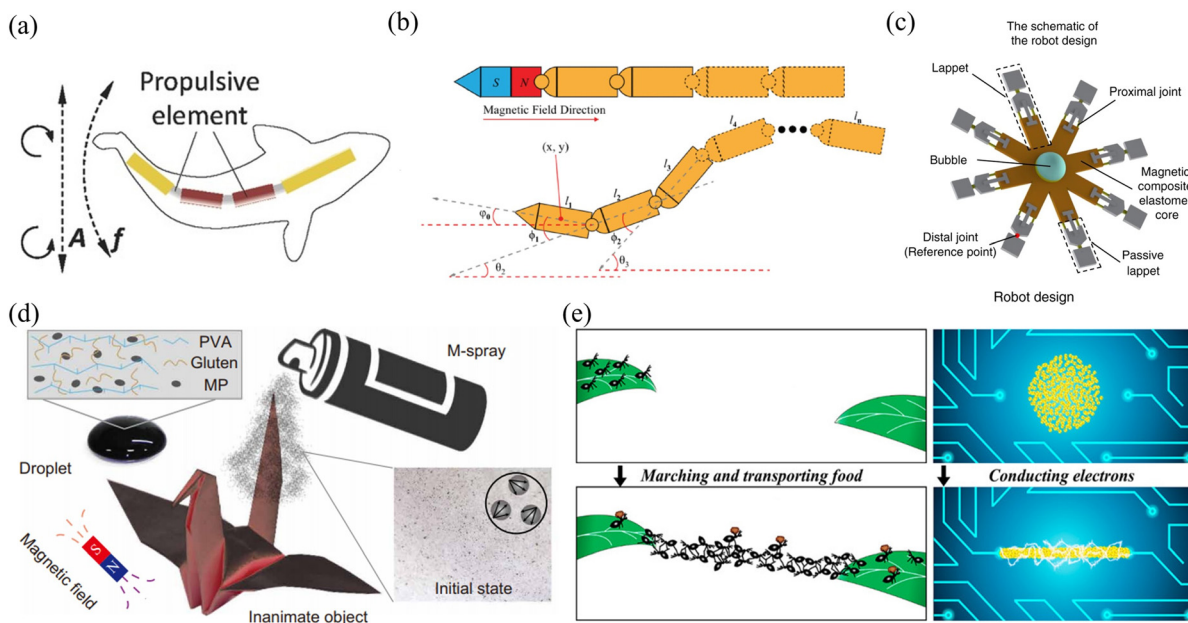 (a)
Propulsive
element
A
f
(b)
S
N
Magnetic Field Direction
(x, y)
l₁
l₂
l₃
l₄
lₙ
φ₀
ϕ₁
ϕ₂
θ₂
θ₃
(c)
The schematic of
the robot design
Lappet
Proximal joint
Bubble
Magnetic
composite
elastomer
core
Distal joint
(Reference point)
Passive
lappet
Robot design
(d)
PVA
Gluten
MP
M-spray
Droplet
Magnetic field
S
N
Inanimate object
Initial state
(e)
Marching and transporting food
Conducting electrons